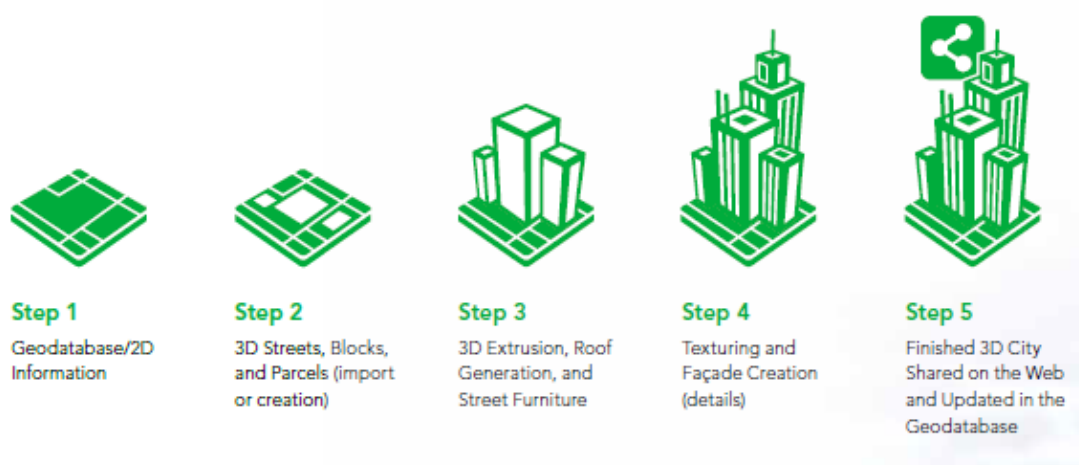 Step 1
Geodatabase/2D
Information
Step 2
3D Streets, Blocks,
and Parcels (import
or creation)
Step 3
3D Extrusion, Roof
Generation, and
Street Furniture
Step 4
Texturing and
Façade Creation
(details)
Step 5
Finished 3D City
Shared on the Web
and Updated in the
Geodatabase